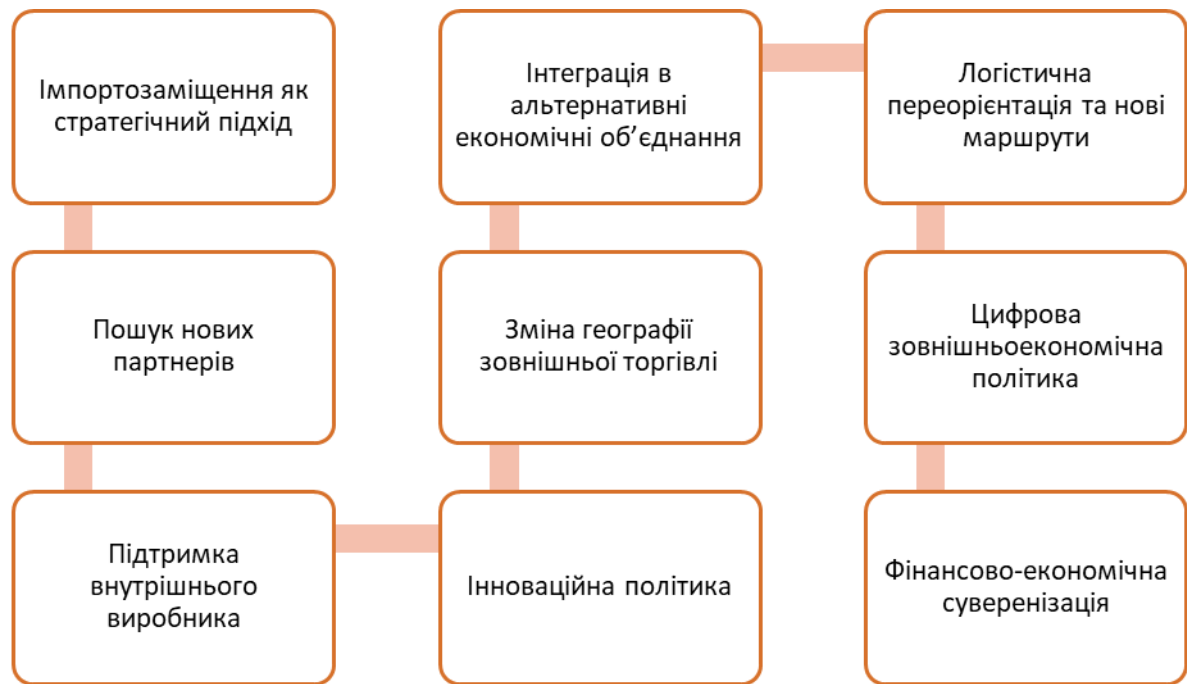 Імпортозаміщення як
стратегічний підхід
Пошук нових
партнерів
Підтримка
внутрішнього
виробника
Інноваційна політика
Зміна географії
зовнішньої торгівлі
Інтеграція в
альтернативні
економічні об’єднання
Логістична
переорієнтація та нові
маршрути
Цифрова
зовнішньоекономічна
політика
Фінансово-економічна
суверенізація